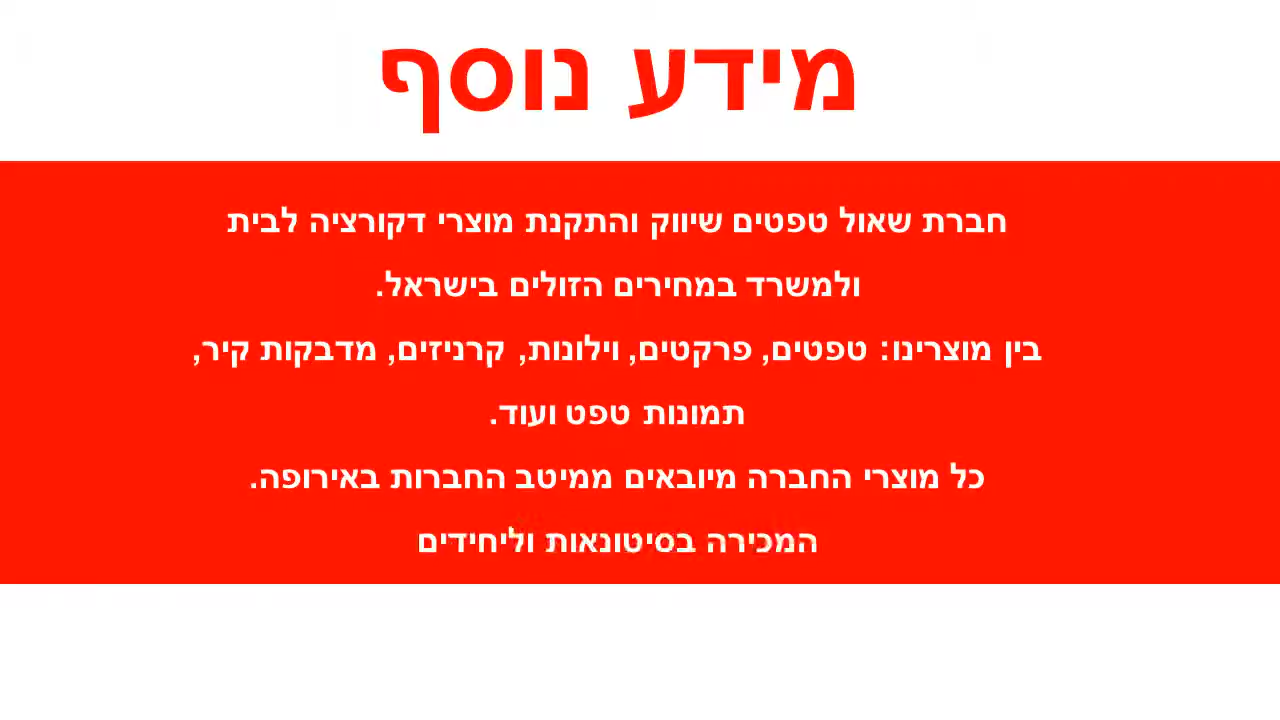 מידע נוסף
חברת שאול טפטים שיווק והתקנת מוצרי דקורציה לבית
ולמשרד במחירים הזולים בישראל.
בין מוצרינו: טפטים, פרקטים, וילונות, קרניזים, מדבקות קיר,
תמונות טפט ועוד.
כל מוצרי החברה מיובאים ממיטב החברות באירופה.
המכירה בסיטונאות וליחידים